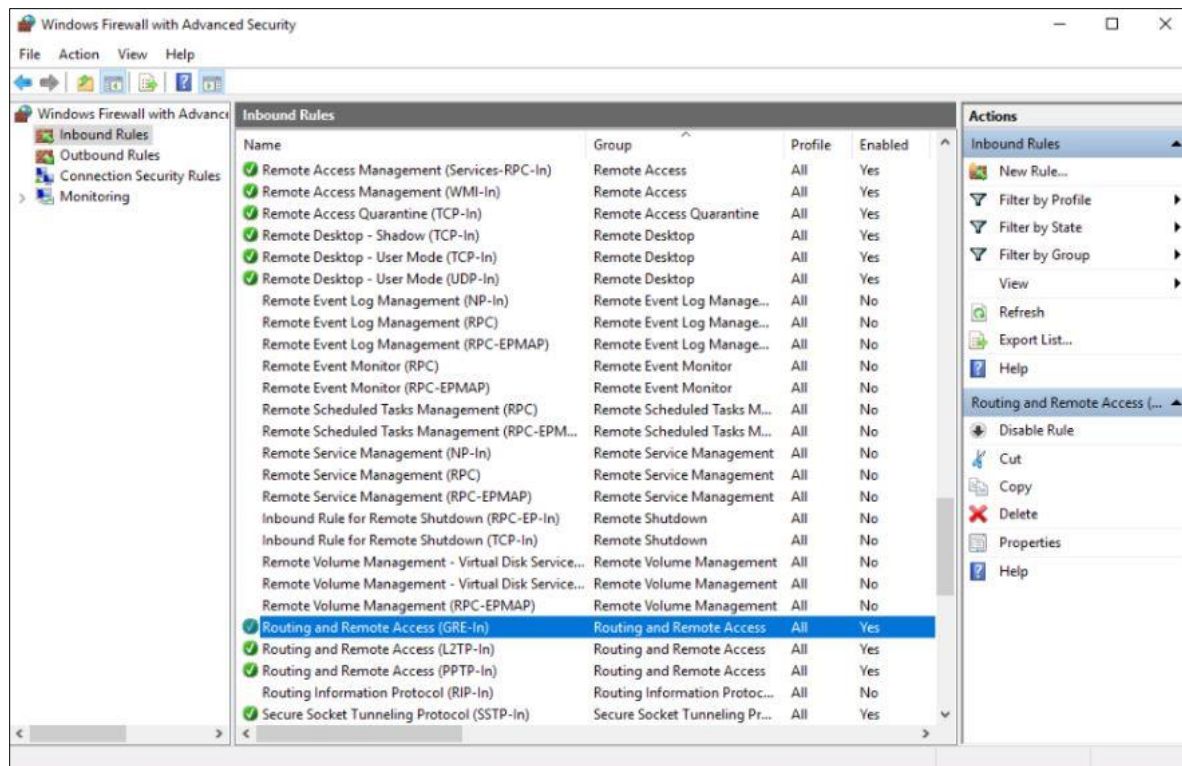 Windows Firewall with Advanced Security
File Action View Help
Windows Firewall with Advance
Inbound Rules
Outbound Rules
Connection Security Rules
Monitoring
Inbound Rules
Name Group Profile Enabled
Remote Access Management (Services-RPC-In) Remote Access All Yes
Remote Access Management (WMI-In) Remote Access All Yes
Remote Access Quarantine (TCP-In) Remote Access Quarantine All Yes
Remote Desktop - Shadow (TCP-In) Remote Desktop All Yes
Remote Desktop - User Mode (TCP-In) Remote Desktop All Yes
Remote Desktop - User Mode (UDP-In) Remote Desktop All Yes
Remote Event Log Management (NP-In) Remote Event Log Manage... All No
Remote Event Log Management (RPC) Remote Event Log Manage... All No
Remote Event Log Management (RPC-EPMAP) Remote Event Log Manage... All No
Remote Event Monitor (RPC) Remote Event Monitor All No
Remote Event Monitor (RPC-EPMAP) Remote Event Monitor All No
Remote Scheduled Tasks Management (RPC) Remote Scheduled Tasks M... All No
Remote Scheduled Tasks Management (RPC-EPM... Remote Scheduled Tasks M... All No
Remote Service Management (NP-In) Remote Service Management All No
Remote Service Management (RPC) Remote Service Management All No
Remote Service Management (RPC-EPMAP) Remote Service Management All No
Inbound Rule for Remote Shutdown (RPC-EP-In) Remote Shutdown All No
Inbound Rule for Remote Shutdown (TCP-In) Remote Shutdown All No
Remote Volume Management - Virtual Disk Service... Remote Volume Management All No
Remote Volume Management - Virtual Disk Service... Remote Volume Management All No
Remote Volume Management (RPC-EPMAP) Remote Volume Management All No
Routing and Remote Access (GRE-In) Routing and Remote Access All Yes
Routing and Remote Access (L2TP-In) Routing and Remote Access All Yes
Routing and Remote Access (PPTP-In) Routing and Remote Access All Yes
Routing Information Protocol (RIP-In) Routing Information Protoc... All No
Secure Socket Tunneling Protocol (SSTP-In) Secure Socket Tunneling Pr... All Yes
Actions
Inbound Rules
New Rule...
Filter by Profile
Filter by State
Filter by Group
View
Refresh
Export List...
Help
Routing and Remote Access (...
Disable Rule
Cut
Copy
Delete
Properties
Help